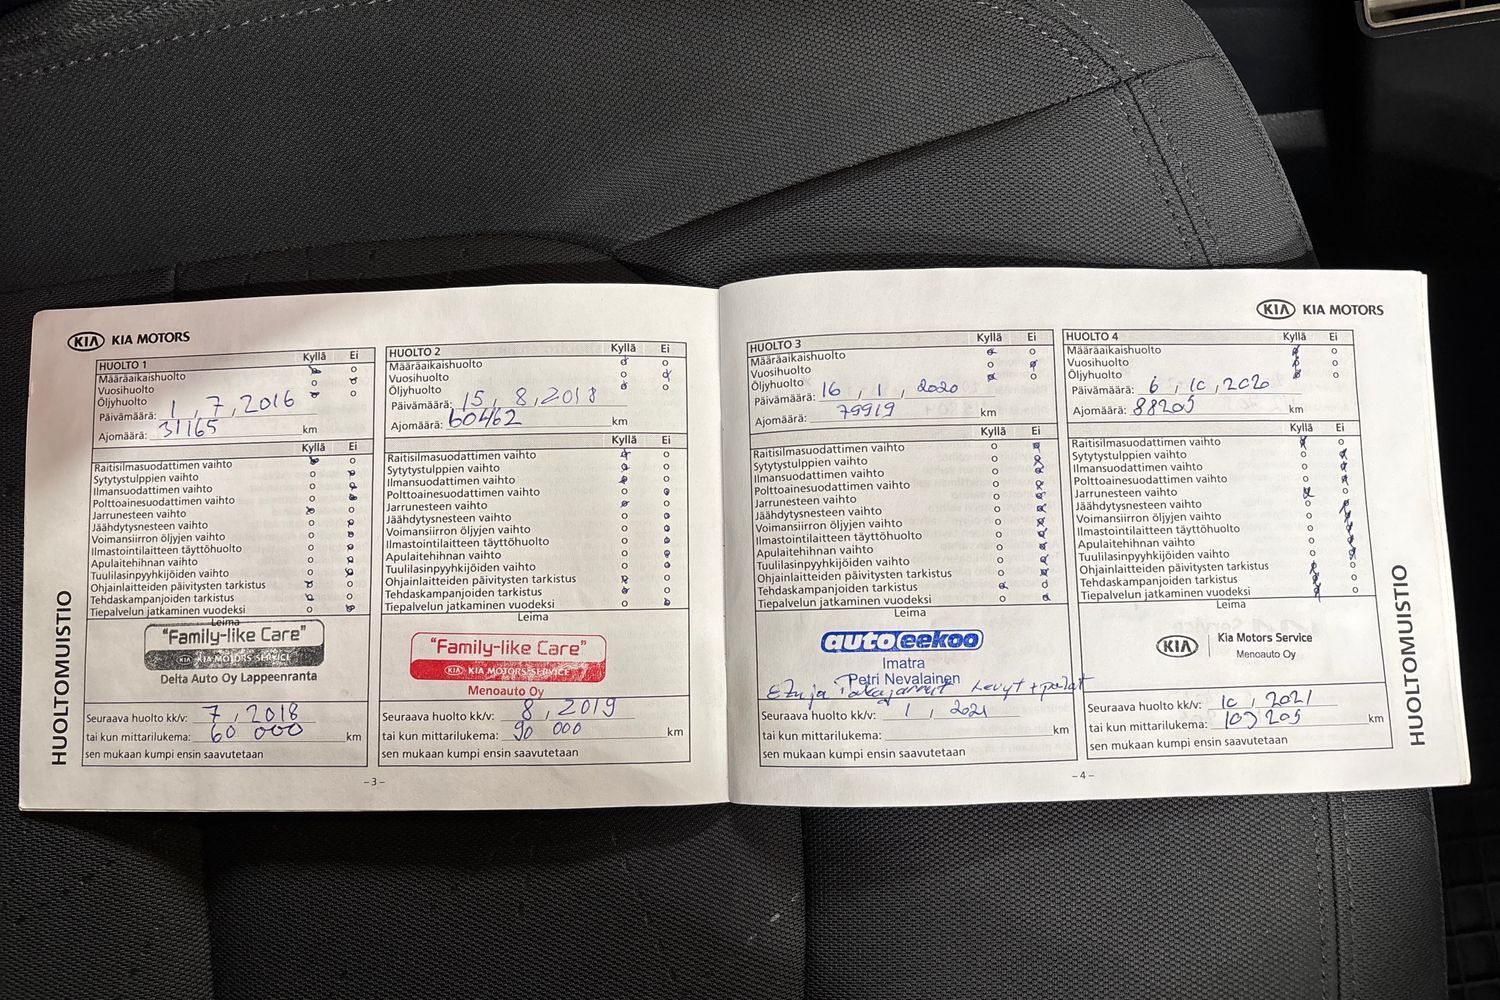 KIA KIA MOTORS
HUOLTO 1 Kyllä Ei
Määräaikaishuolto
Vuosihuolto
Öljyhuolto
Päivämäärä: 1, 7, 2016
Ajomäärä: 31165 km
Kyllä Ei
Raitisilmasuodattimen vaihto
Sytytystulppien vaihto
Ilmansuodattimen vaihto
Polttoainesuodattimen vaihto
Jarrunesteen vaihto
Jäähdytysnesteen vaihto
Voimansiirron öljyjen vaihto
Ilmastointilaitteen täyttöhuolto
Apulaitehihnan vaihto
Tuulilasinpyyhkijöiden vaihto
Ohjainlaitteiden päivitysten tarkistus
Tehdaskampanjoiden tarkistus
Tiepalvelun jatkaminen vuodeksi
Leima
"Family-like Care"
KIA KIA MOTORS SERVICE
Delta Auto Oy Lappeenranta
Seuraava huolto kk/v: 7, 2018
tai kun mittarilukema: 60 000 km
sen mukaan kumpi ensin saavutetaan
HUOLTO 2 Kyllä Ei
Määräaikaishuolto
Vuosihuolto
Öljyhuolto
Päivämäärä: 15, 8, 2018
Ajomäärä: 60462 km
Kyllä Ei
Raitisilmasuodattimen vaihto
Sytytystulppien vaihto
Ilmansuodattimen vaihto
Polttoainesuodattimen vaihto
Jarrunesteen vaihto
Jäähdytysnesteen vaihto
Voimansiirron öljyjen vaihto
Ilmastointilaitteen täyttöhuolto
Apulaitehihnan vaihto
Tuulilasinpyyhkijöiden vaihto
Ohjainlaitteiden päivitysten tarkistus
Tehdaskampanjoiden tarkistus
Tiepalvelun jatkaminen vuodeksi
Leima
"Family-like Care"
KIA KIA MOTORS SERVICE
Menoauto Oy
Seuraava huolto kk/v: 8, 2019
tai kun mittarilukema: 90 000 km
sen mukaan kumpi ensin saavutetaan
HUOLTOMUISTIO
- 3 -
KIA KIA MOTORS
HUOLTO 3 Kyllä Ei
Määräaikaishuolto
Vuosihuolto
Öljyhuolto
Päivämäärä: 16, 1, 2020
Ajomäärä: 79919 km
Kyllä Ei
Raitisilmasuodattimen vaihto
Sytytystulppien vaihto
Ilmansuodattimen vaihto
Polttoainesuodattimen vaihto
Jarrunesteen vaihto
Jäähdytysnesteen vaihto
Voimansiirron öljyjen vaihto
Ilmastointilaitteen täyttöhuolto
Apulaitehihnan vaihto
Tuulilasinpyyhkijöiden vaihto
Ohjainlaitteiden päivitysten tarkistus
Tehdaskampanjoiden tarkistus
Tiepalvelun jatkaminen vuodeksi
Leima
autoeekoo
Imatra
Petri Nevalainen
Etu ja Takajarrut Levyt + palat
Seuraava huolto kk/v: 1, 2021
tai kun mittarilukema: km
sen mukaan kumpi ensin saavutetaan
HUOLTO 4 Kyllä Ei
Määräaikaishuolto
Vuosihuolto
Öljyhuolto
Päivämäärä: 6, 10, 2020
Ajomäärä: 88205 km
Kyllä Ei
Raitisilmasuodattimen vaihto
Sytytystulppien vaihto
Ilmansuodattimen vaihto
Polttoainesuodattimen vaihto
Jarrunesteen vaihto
Jäähdytysnesteen vaihto
Voimansiirron öljyjen vaihto
Ilmastointilaitteen täyttöhuolto
Apulaitehihnan vaihto
Tuulilasinpyyhkijöiden vaihto
Ohjainlaitteiden päivitysten tarkistus
Tehdaskampanjoiden tarkistus
Tiepalvelun jatkaminen vuodeksi
Leima
KIA Kia Motors Service
Menoauto Oy
Seuraava huolto kk/v: 10, 2021
tai kun mittarilukema: 103 205 km
sen mukaan kumpi ensin saavutetaan
HUOLTOMUISTIO
- 4 -